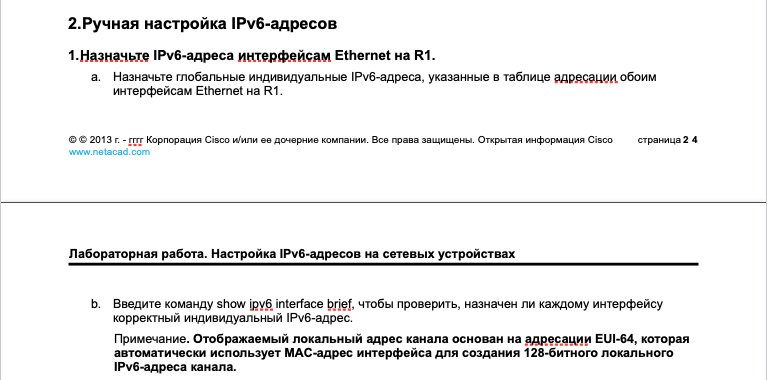 2.Ручная настройка IPv6-адресов
1.Назначьте IPv6-адреса интерфейсам Ethernet на R1.
a. Назначьте глобальные индивидуальные IPv6-адреса, указанные в таблице адресации обоим
интерфейсам Ethernet на R1.
© © 2013 г. - гггг Корпорация Cisco и/или ее дочерние компании. Все права защищены. Открытая информация Cisco страница 2 4
www.netacad.com
Лабораторная работа. Настройка IPv6-адресов на сетевых устройствах
b. Введите команду show ipv6 interface brief, чтобы проверить, назначен ли каждому интерфейсу
корректный индивидуальный IPv6-адрес.
Примечание. Отображаемый локальный адрес канала основан на адресации EUI-64, которая
автоматически использует MAC-адрес интерфейса для создания 128-битного локального
IPv6-адреса канала.